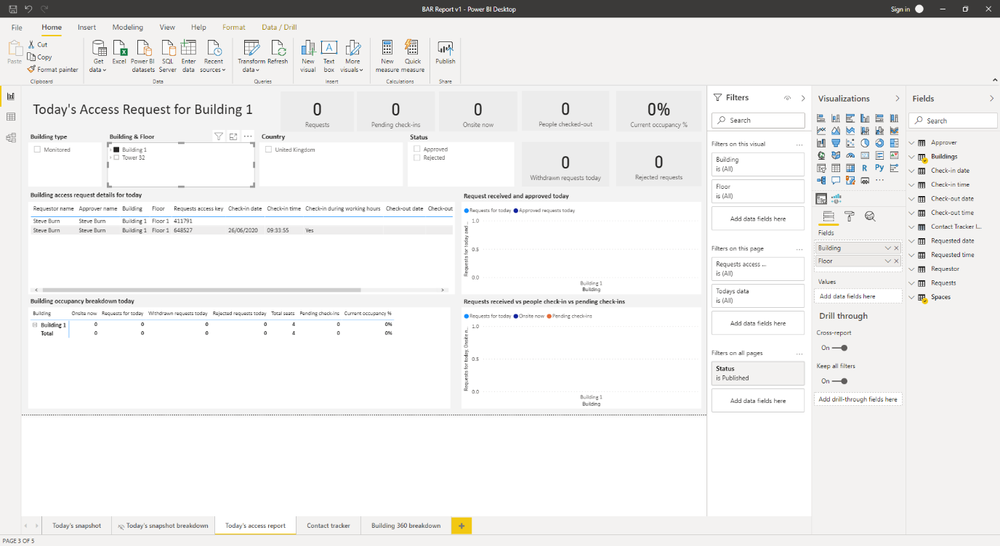 BAR Report v1 - Power BI Desktop
Sign in
File
Home
Insert
Modeling
View
Help
Format
Data / Drill
Paste
Cut
Copy
Format painter
Clipboard
Get data
Excel
Power BI datasets
SQL Server
Enter data
Recent sources
Data
Transform data
Refresh
Queries
New visual
Text box
More visuals
Insert
New measure
Quick measure
Calculations
Publish
Share
Today's Access Request for Building 1
0
Requests
0
Pending check-ins
0
Onsite now
0
People checked-out
0%
Current occupancy %
Building type
Monitored
Building & Floor
Building 1
Tower 32
Country
United Kingdom
Status
Approved
Rejected
0
Withdrawn requests today
0
Rejected requests
Building access request details for today
Requestor name Approver name Building Floor Requests access key Check-in date Check-in time Check-in during working hours Check-out date Check-out
Steve Burn Steve Burn Building 1 Floor 1 411791
Steve Burn Steve Burn Building 1 Floor 1 648527 26/06/2020 09:33:55 Yes
Request received and approved today
Requests for today Approved requests today
Requests for today and ...
1.0
0.5
0.0
Building 1
Building
Building occupancy breakdown today
Building Onsite now Requests for today Withdrawn requests today Rejected requests today Total seats Pending check-ins Current occupancy %
Building 1 0 0 0 0 4 0 0%
Total 0 0 0 0 4 0 0%
Requests received vs people check-in vs pending check-ins
Requests for today Onsite now Pending check-ins
Requests for today, Onsite n...
1.0
0.5
0.0
Building 1
Building
Filters
Search
Filters on this visual ...
Building
is (All)
Floor
is (All)
Add data fields here
Filters on this page ...
Requests access ...
is (All)
Todays data
is (All)
Add data fields here
Filters on all pages ...
Status
is Published
Add data fields here
Visualizations
R
Py
...
Fields
Building
Floor
Values
Add data fields here
Drill through
Cross-report
On
Keep all filters
On
Add drill-through fields here
Fields
Search
Approver
Buildings
Check-in date
Check-in time
Check-out date
Check-out time
Contact Tracker I...
Requested date
Requested time
Requestor
Requests
Spaces
Today's snapshot
Today's snapshot breakdown
Today's access report
Contact tracker
Building 360 breakdown
+
PAGE 3 OF 5